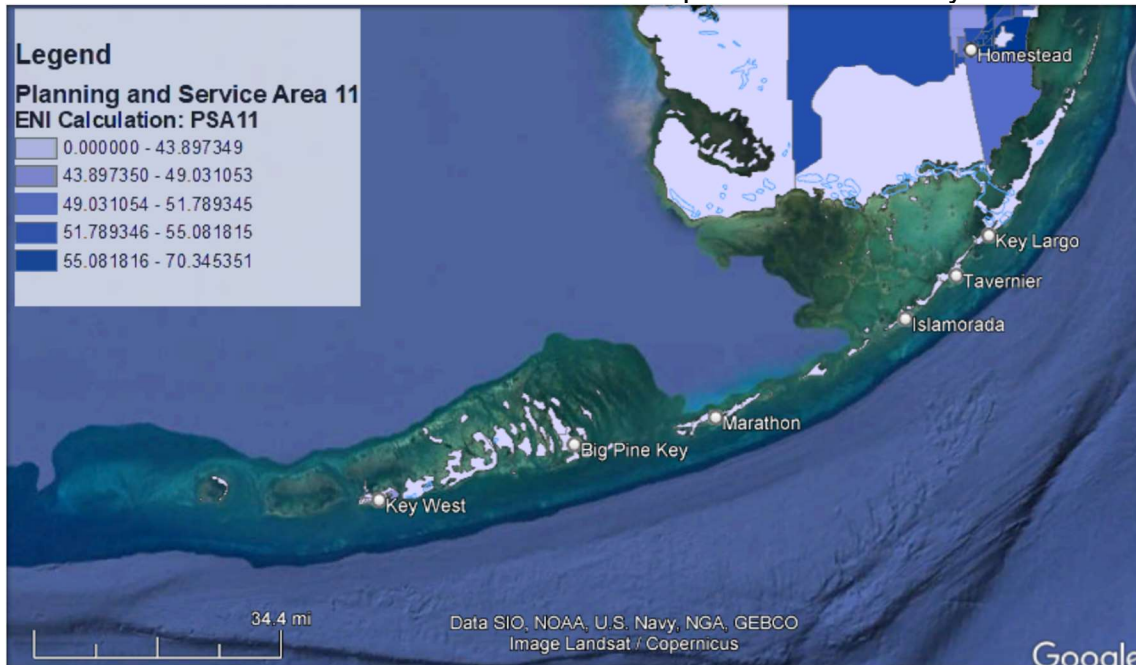 Legend
Planning and Service Area 11
ENI Calculation: PSA11
0.000000 - 43.897349
43.897350 - 49.031053
49.031054 - 51.789345
51.789346 - 55.081815
55.081816 - 70.345351
Homestead
Key Largo
Tavernier
Islamorada
Marathon
Big Pine Key
Key West
34.4 mi
Data SIO, NOAA, U.S. Navy, NGA, GEBCO
Image Landsat / Copernicus
Google